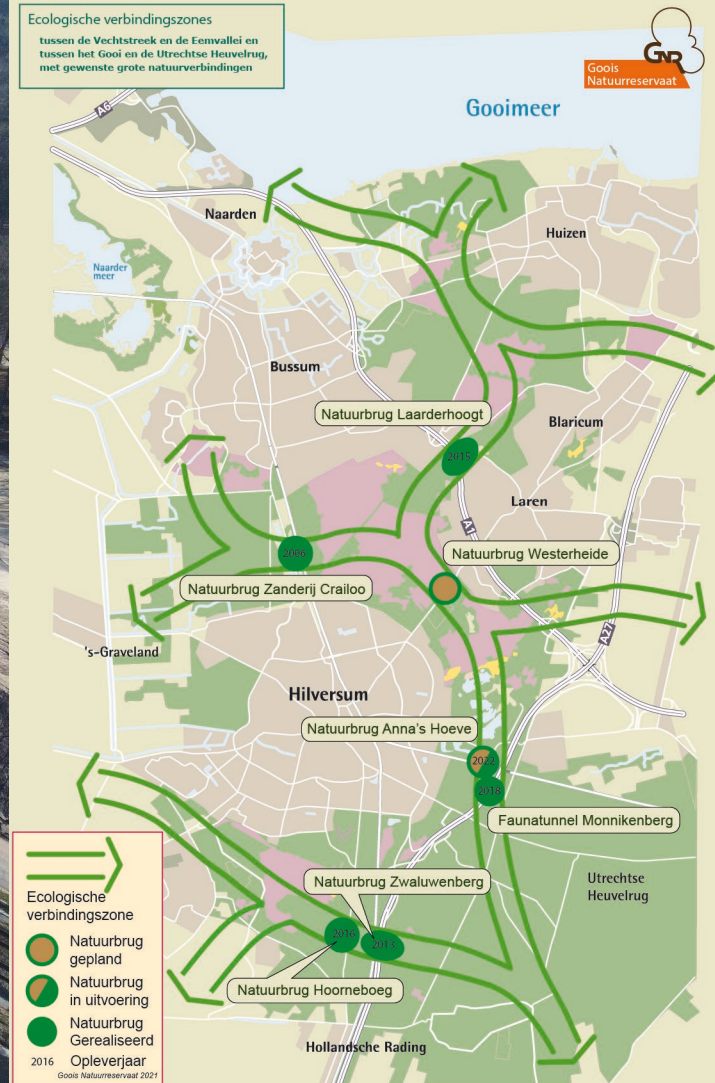 Ecologische verbindingszones
tussen de Vechtstreek en de Eemvallei en
tussen het Gooi en de Utrechtse Heuvelrug,
met gewenste grote natuurverbindingen
GNR
Goois
Natuurreservaat
A6
Gooimeer
Naarden
Huizen
Naarder
meer
Bussum
Natuurbrug Laarderhoogt
Blaricum
2015
Laren
A1
2006
Natuurbrug Westerheide
Natuurbrug Zanderij Crailoo
A27
's-Graveland
Hilversum
Natuurbrug Anna's Hoeve
2022
2018
Faunatunnel Monnikenberg
Utrechtse
Heuvelrug
Natuurbrug Zwaluwenberg
2016
2013
Natuurbrug Hoorneboeg
Hollandsche Rading
Ecologische
verbindingszone
Natuurbrug
gepland
Natuurbrug
in uitvoering
Natuurbrug
Gerealiseerd
2016 Opleverjaar
Goois Natuurreservaat 2021